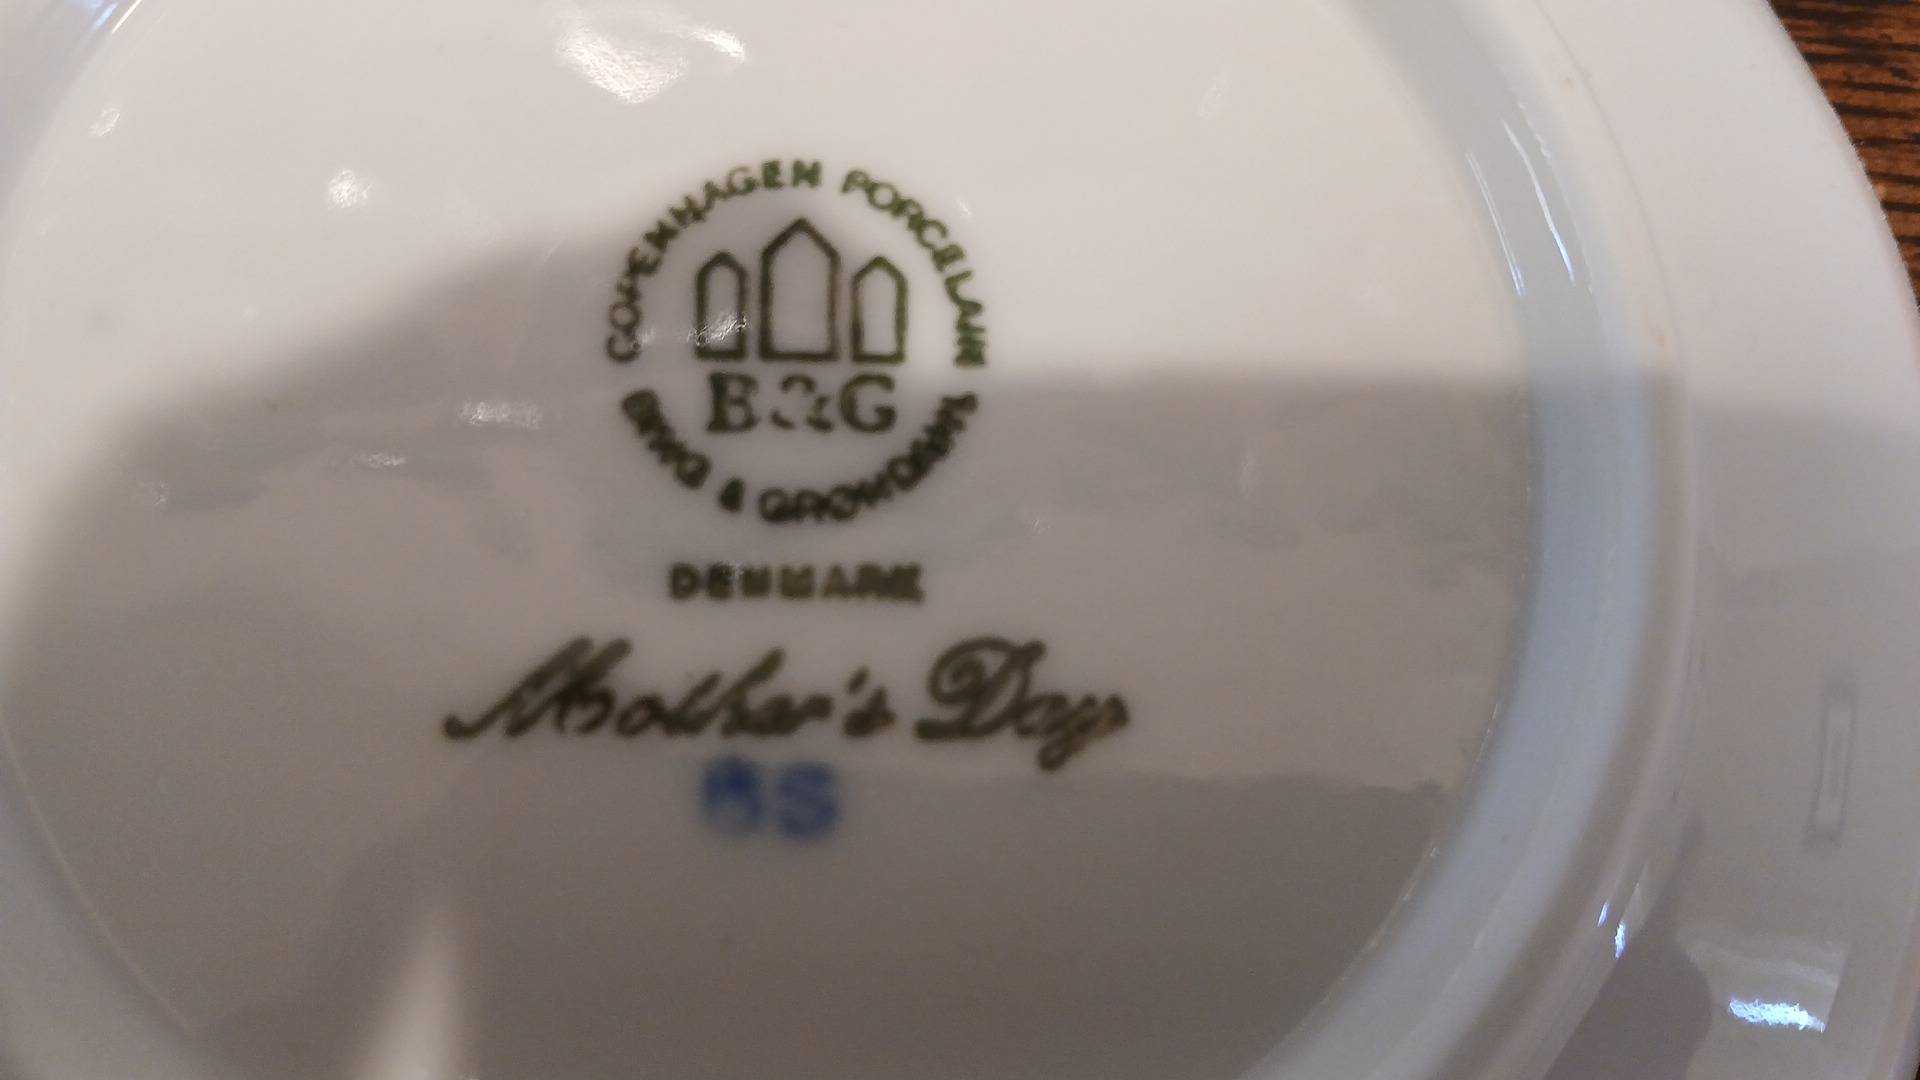 COPENHAGEN PORCELAIN
B&G
BING & GRØNDAHL
DENMARK
Mother's Day